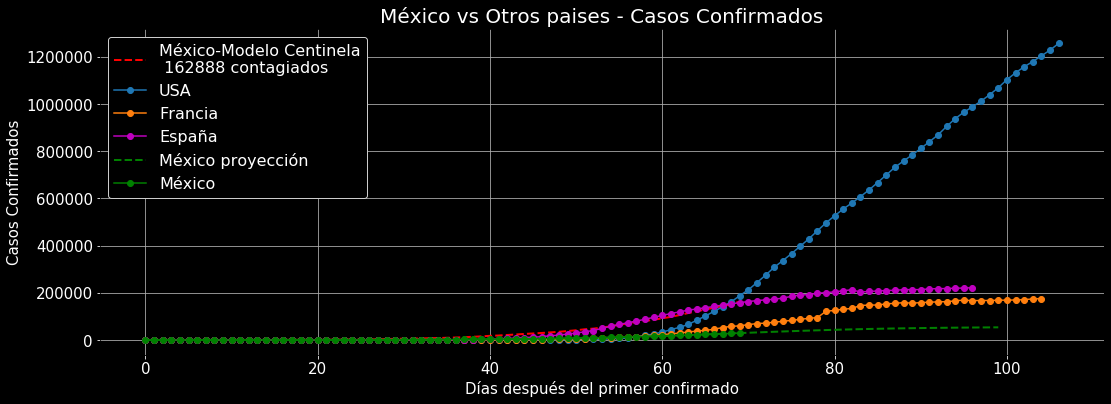 México vs Otros paises - Casos Confirmados
México-Modelo Centinela
162888 contagiados
USA
Francia
España
México proyección
México
Casos Confirmados
1200000
1000000
800000
600000
400000
200000
0
0 20 40 60 80 100
Días después del primer confirmado